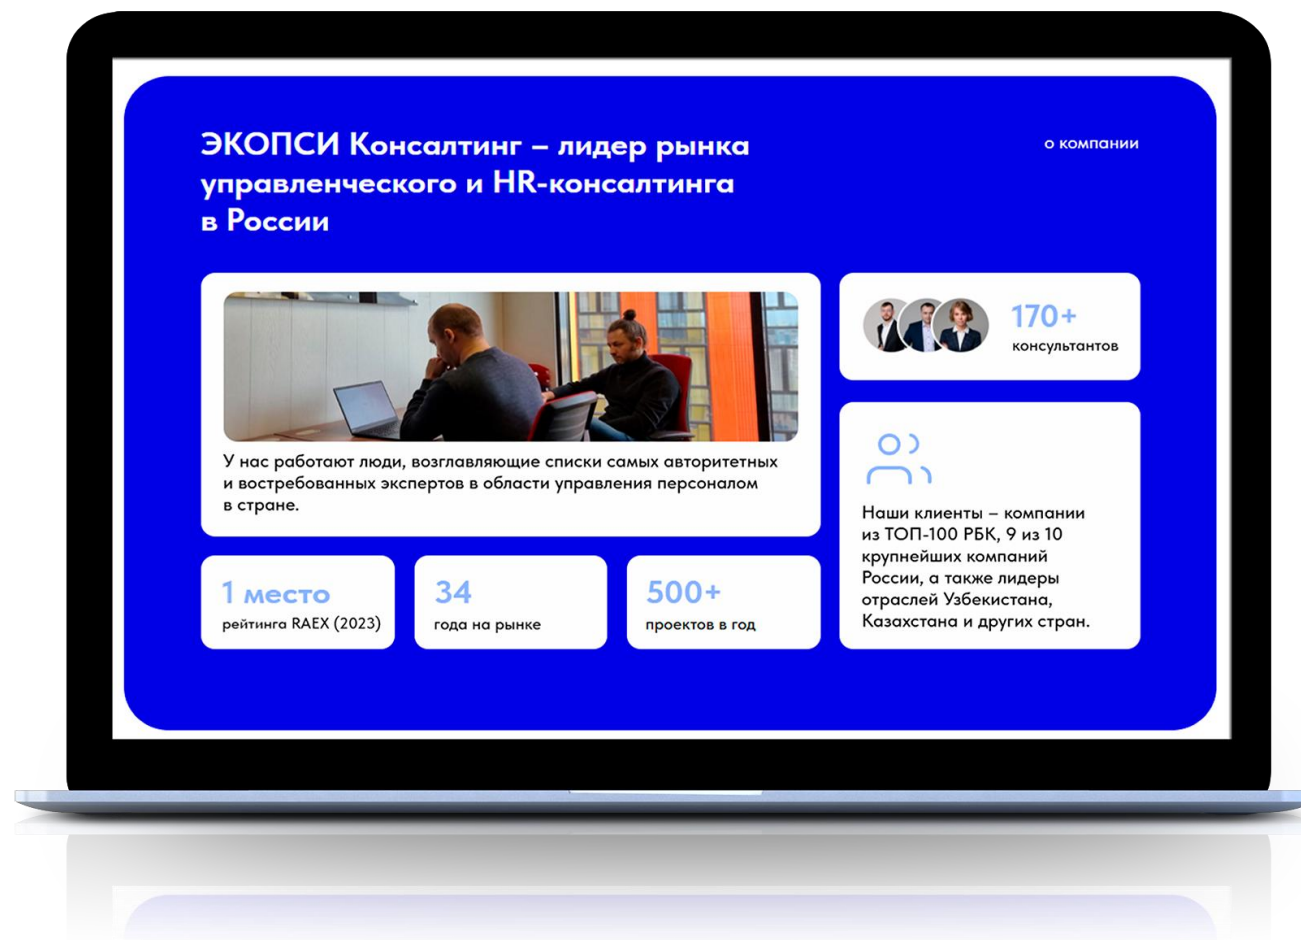 ЭКОПСИ Консалтинг – лидер рынка
управленческого и HR-консалтинга
в России
о компании
У нас работают люди, возглавляющие списки самых авторитетных
и востребованных экспертов в области управления персоналом
в стране.
170+
консультантов
Наши клиенты – компании
из ТОП-100 РБК, 9 из 10
крупнейших компаний
России, а также лидеры
отраслей Узбекистана,
Казахстана и других стран.
1 место
рейтинга RAEX (2023)
34
года на рынке
500+
проектов в год